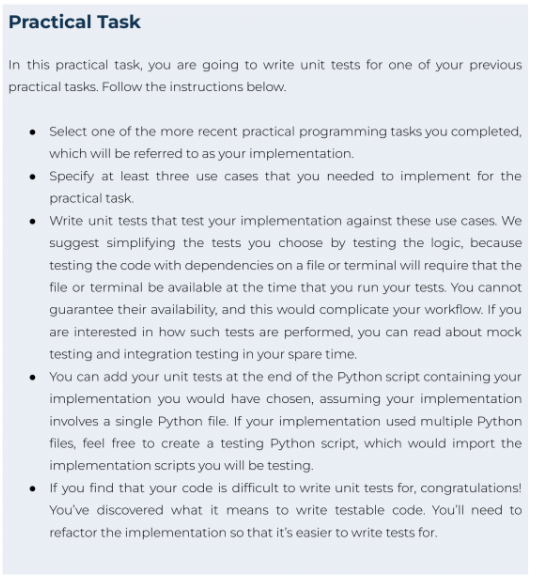 Practical Task
In this practical task, you are going to write unit tests for one of your previous
practical tasks. Follow the instructions below.
● Select one of the more recent practical programming tasks you completed,
which will be referred to as your implementation.
● Specify at least three use cases that you needed to implement for the
practical task.
● Write unit tests that test your implementation against these use cases. We
suggest simplifying the tests you choose by testing the logic, because
testing the code with dependencies on a file or terminal will require that the
file or terminal be available at the time that you run your tests. You cannot
guarantee their availability, and this would complicate your workflow. If you
are interested in how such tests are performed, you can read about mock
testing and integration testing in your spare time.
● You can add your unit tests at the end of the Python script containing your
implementation you would have chosen, assuming your implementation
involves a single Python file. If your implementation used multiple Python
files, feel free to create a testing Python script, which would import the
implementation scripts you will be testing.
● If you find that your code is difficult to write unit tests for, congratulations!
You’ve discovered what it means to write testable code. You’ll need to
refactor the implementation so that it’s easier to write tests for.